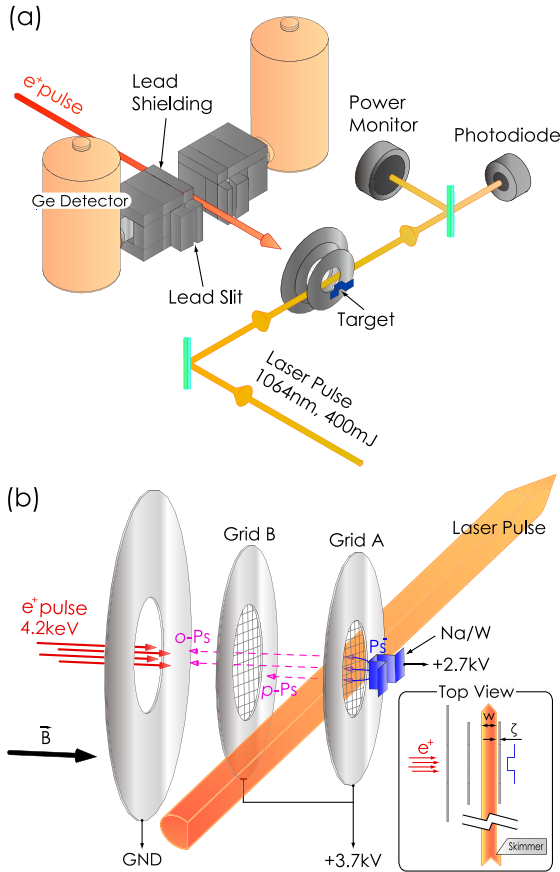 (a)
e⁺pulse
Lead
Shielding
Power
Monitor
Photodiode
Ge Detector
Lead Slit
Target
Laser Pulse
1064nm, 400mJ
(b)
Laser Pulse
Grid B
Grid A
e⁺pulse
4.2keV
o-Ps
Ps⁻
Na/W
+2.7kV
p-Ps
B
Top View
w
ζ
e⁺
Skimmer
GND
+3.7kV